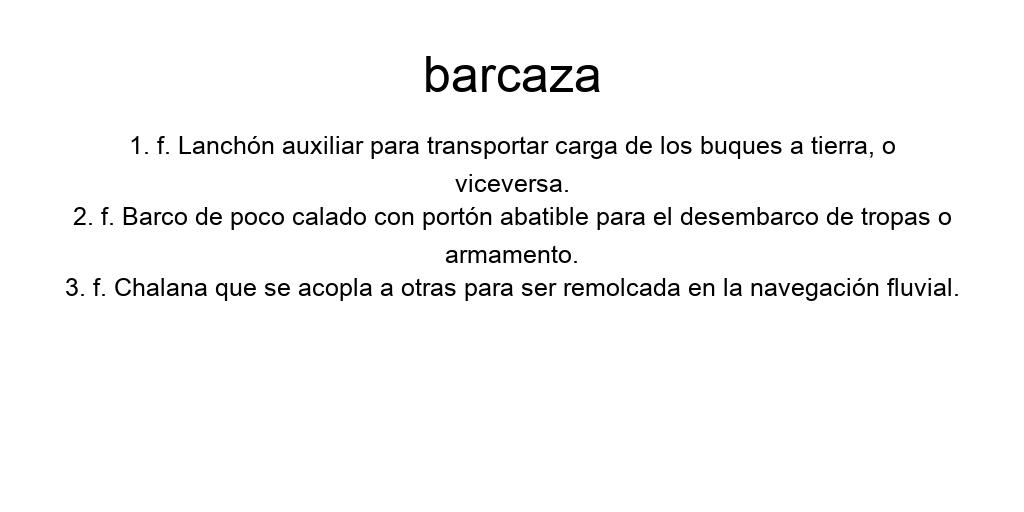 barcaza
1. f. Lanchón auxiliar para transportar carga de los buques a tierra, o
viceversa.
2. f. Barco de poco calado con portón abatible para el desembarco de tropas o
armamento.
3. f. Chalana que se acopla a otras para ser remolcada en la navegación fluvial.